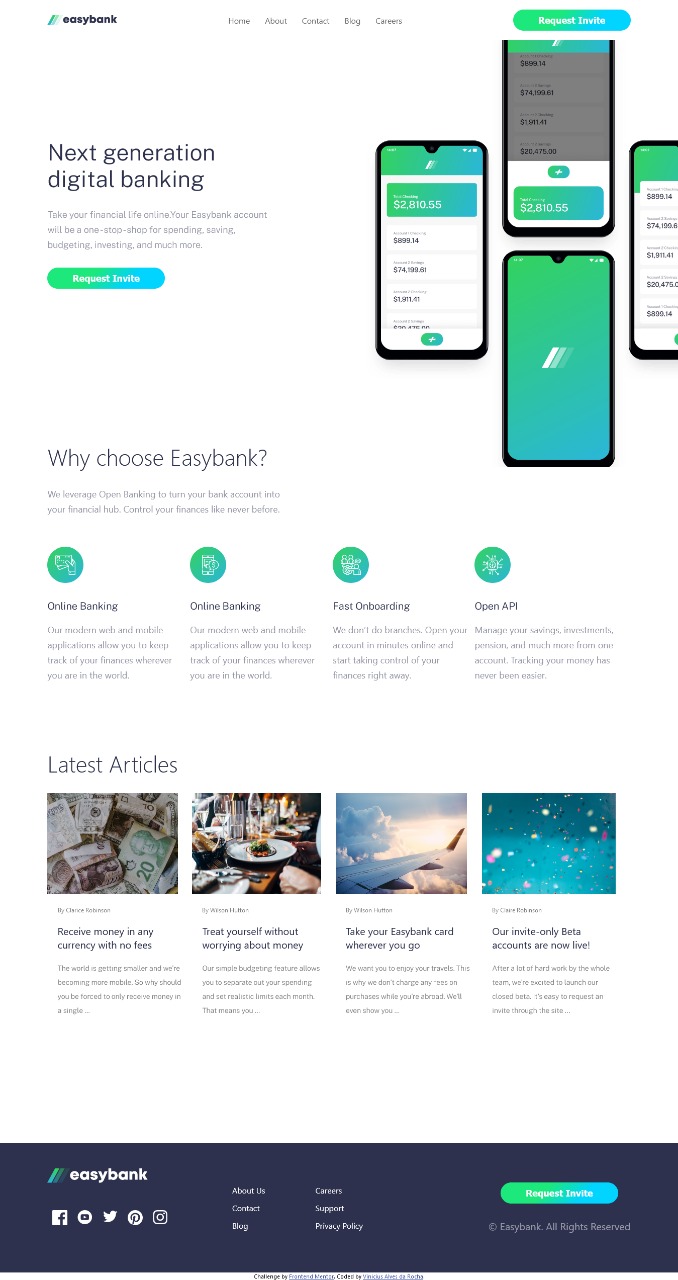 easybank
Home About Contact Blog Careers
Request Invite
Next generation
digital banking
Take your financial life online.Your Easybank account
will be a one-stop-shop for spending, saving,
budgeting, investing, and much more.
Request Invite
Total Checking
$2,810.55
$899.14
$74,199.61
$1,911.41
$20,475.00
$899.14
$74,199.61
$1,911.41
$20,475.00
Total Checking
$2,810.55
$899.14
$74,199.6
$1,911.41
$20,475.0
$899.14
Why choose Easybank?
We leverage Open Banking to turn your bank account into
your financial hub. Control your finances like never before.
Online Banking
Our modern web and mobile
applications allow you to keep
track of your finances wherever
you are in the world.
Online Banking
Our modern web and mobile
applications allow you to keep
track of your finances wherever
you are in the world.
Fast Onboarding
We don't do branches. Open your
account in minutes online and
start taking control of your
finances right away.
Open API
Manage your savings, investments,
pension, and much more from one
account. Tracking your money has
never been easier.
Latest Articles
By Clarice Robinson
Receive money in any
currency with no fees
The world is getting smaller and we're
becoming more mobile. So why should
you be forced to only receive money in
a single ...
By Wilson Hutton
Treat yourself without
worrying about money
Our simple budgeting feature allows
you to separate out your spending
and set realistic limits each month.
That means you ...
By Wilson Hutton
Take your Easybank card
wherever you go
We want you to enjoy your travels. This
is why we don't charge any fees on
purchases while you're abroad. We'll
even show you ...
By Claire Robinson
Our invite-only Beta
accounts are now live!
After a lot of hard work by the whole
team, we're excited to launch our
closed beta. It's easy to request an
invite through the site ...
easybank
About Us
Contact
Blog
Careers
Support
Privacy Policy
Request Invite
© Easybank. All Rights Reserved
Challenge by Frontend Mentor. Coded by Vinicius Alves da Rocha